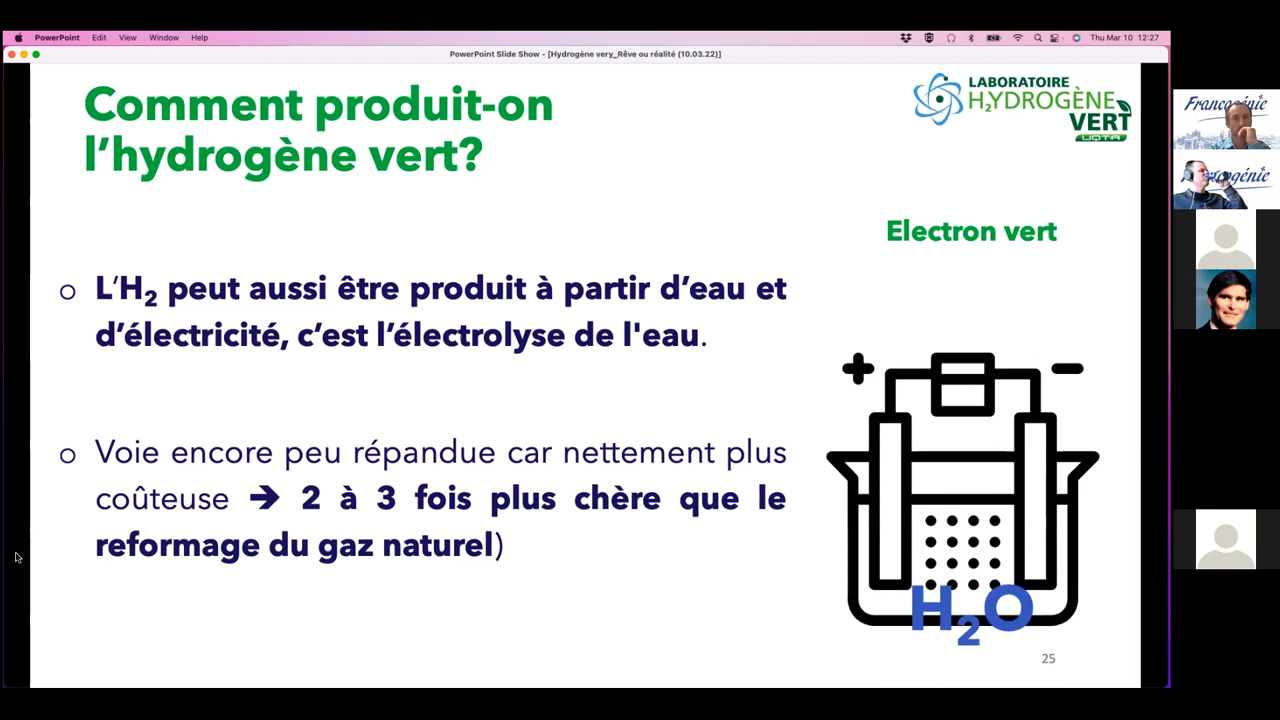 PowerPoint Edit View Window Help
Thu Mar 10 12:27
PowerPoint Slide Show - [Hydrogène very_Rêve ou réalité (10.03.22)]
Comment produit-on
l’hydrogène vert?
LABORATOIRE
H2YDROGÈNE
VERT
UQTR
Francogénie
Francogénie
Electron vert
o L’H2 peut aussi être produit à partir d’eau et
d’électricité, c’est l’électrolyse de l'eau.
+ −
o Voie encore peu répandue car nettement plus
coûteuse ➔ 2 à 3 fois plus chère que le
reformage du gaz naturel)
H2O
25